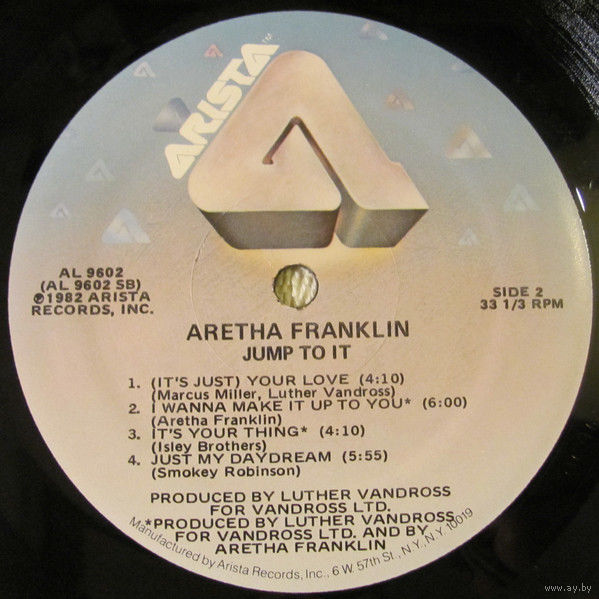 ARISTA™
AL 9602
(AL 9602 SB)
℗1982 ARISTA
RECORDS, INC.
SIDE 2
33 1/3 RPM
ARETHA FRANKLIN
JUMP TO IT
1. (IT'S JUST) YOUR LOVE (4:10)
(Marcus Miller, Luther Vandross)
2. I WANNA MAKE IT UP TO YOU* (6:00)
(Aretha Franklin)
3. IT'S YOUR THING* (4:10)
(Isley Brothers)
4. JUST MY DAYDREAM (5:55)
(Smokey Robinson)
PRODUCED BY LUTHER VANDROSS
FOR VANDROSS LTD.
*PRODUCED BY LUTHER VANDROSS
FOR VANDROSS LTD. AND BY
ARETHA FRANKLIN
Manufactured by Arista Records, Inc., 6 W. 57th St., N.Y., N.Y. 10019
www.ay.by